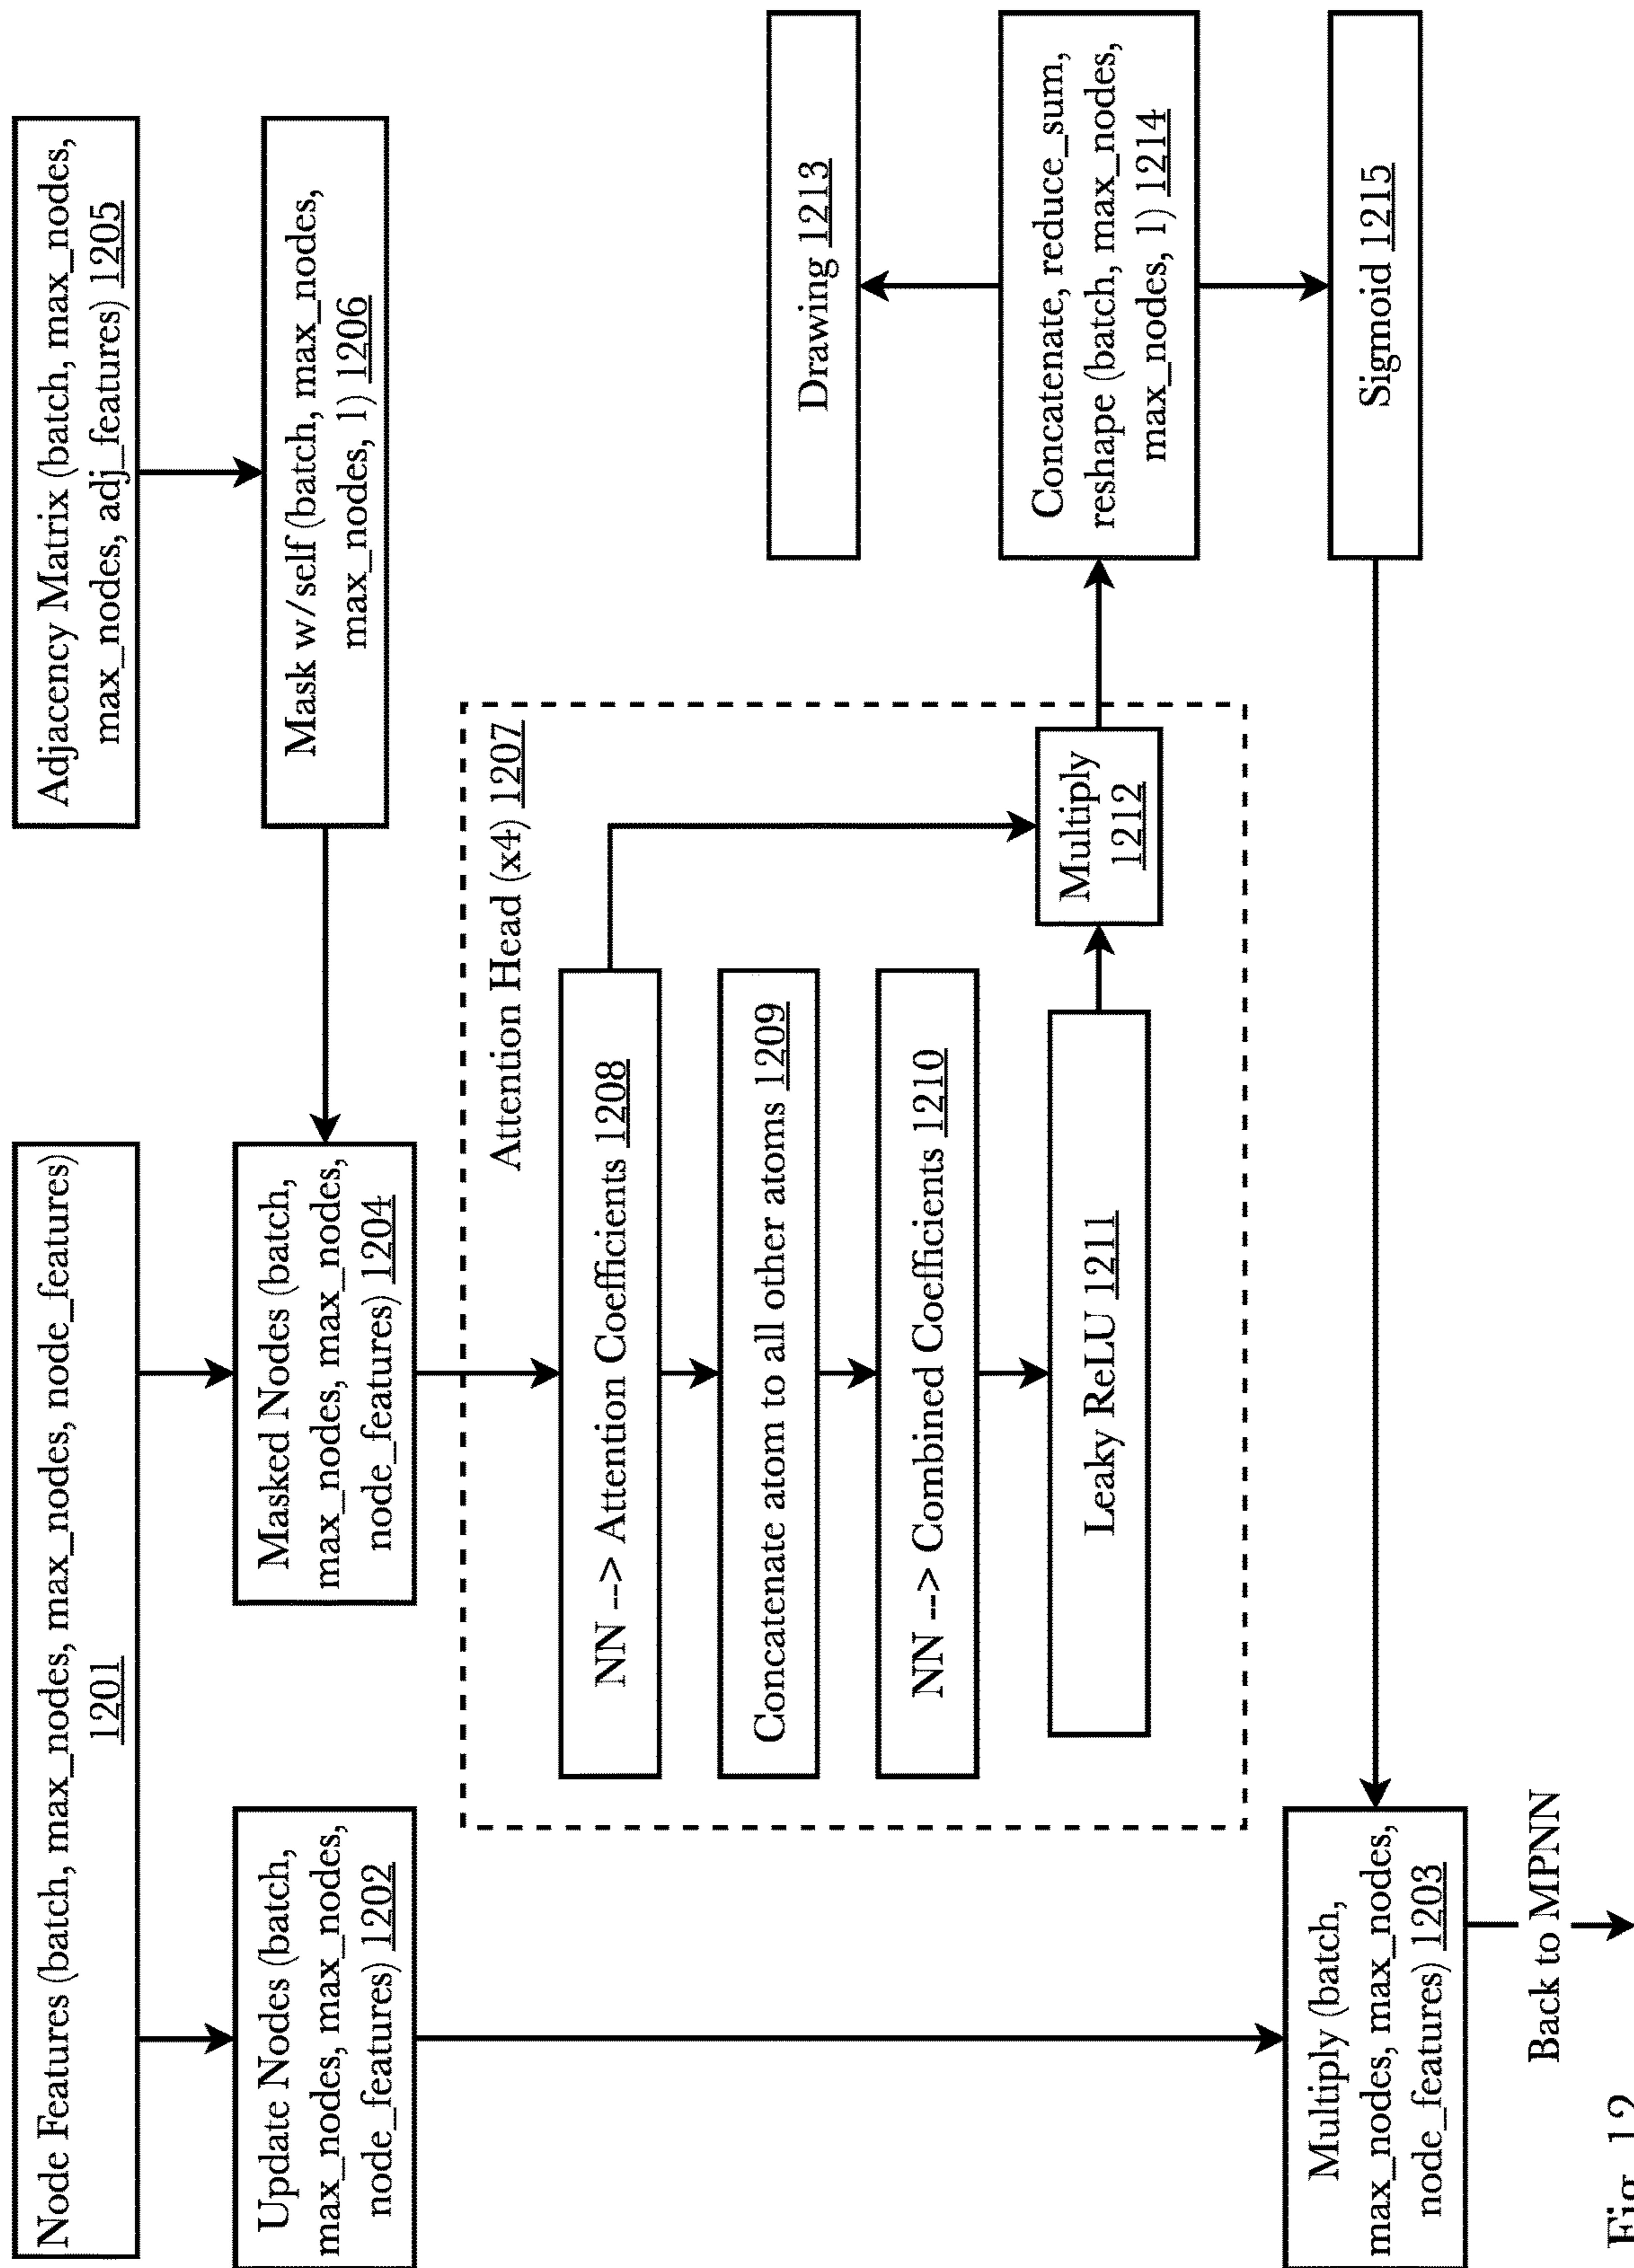 Node Features (batch, max_nodes, max_nodes, max_nodes, node_features)
1201
Adjacency Matrix (batch, max_nodes,
max_nodes, adj_features) 1205
Update Nodes (batch,
max_nodes, max_nodes,
node_features) 1202
Masked Nodes (batch,
max_nodes, max_nodes,
node_features) 1204
Mask w/self (batch, max_nodes,
max_nodes, 1) 1206
Attention Head (x4) 1207
NN --> Attention Coefficients 1208
Concatenate atom to all other atoms 1209
NN --> Combined Coefficients 1210
Leaky ReLU 1211
Multiply
1212
Drawing 1213
Concatenate, reduce_sum,
reshape (batch, max_nodes,
max_nodes, 1) 1214
Sigmoid 1215
Multiply (batch,
max_nodes, max_nodes,
node_features) 1203
Back to MPNN
Fig. 12